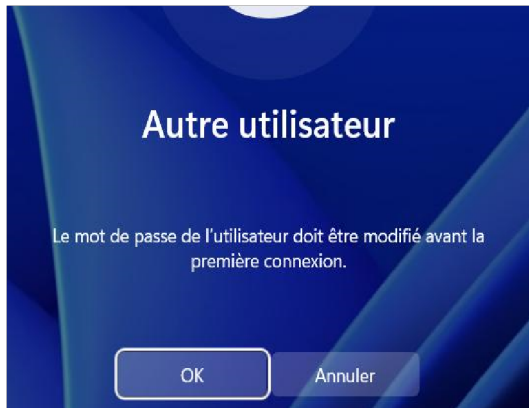 Autre utilisateur
Le mot de passe de l'utilisateur doit être modifié avant la
première connexion.
OK
Annuler